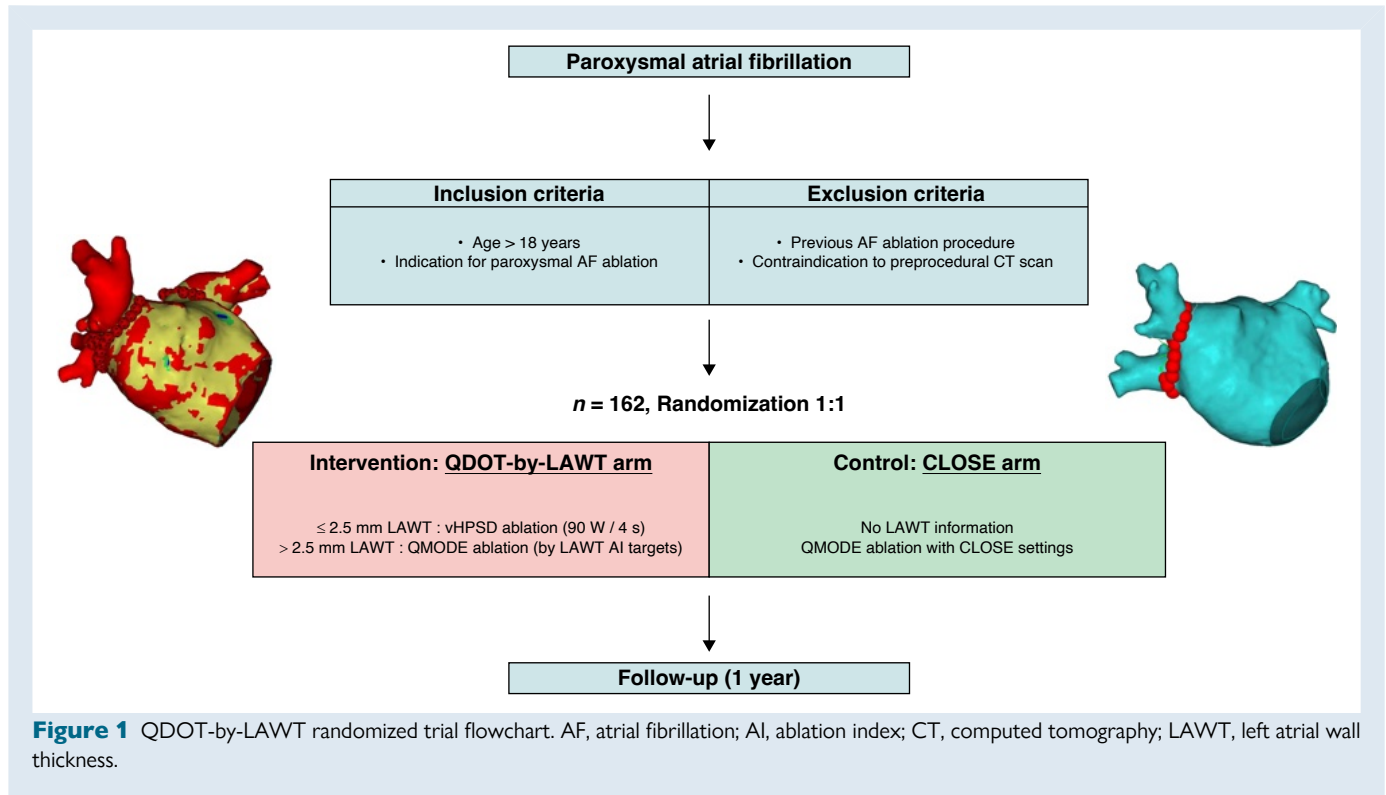 Paroxysmal atrial fibrillation
Inclusion criteria
• Age > 18 years
• Indication for paroxysmal AF ablation
Exclusion criteria
• Previous AF ablation procedure
• Contraindication to preprocedural CT scan
n = 162, Randomization 1:1
Intervention: QDOT-by-LAWT arm
≤ 2.5 mm LAWT : vHPSD ablation (90 W / 4 s)
> 2.5 mm LAWT : QMODE ablation (by LAWT AI targets)
Control: CLOSE arm
No LAWT information
QMODE ablation with CLOSE settings
Follow-up (1 year)
Figure 1 QDOT-by-LAWT randomized trial flowchart. AF, atrial fibrillation; AI, ablation index; CT, computed tomography; LAWT, left atrial wall
thickness.